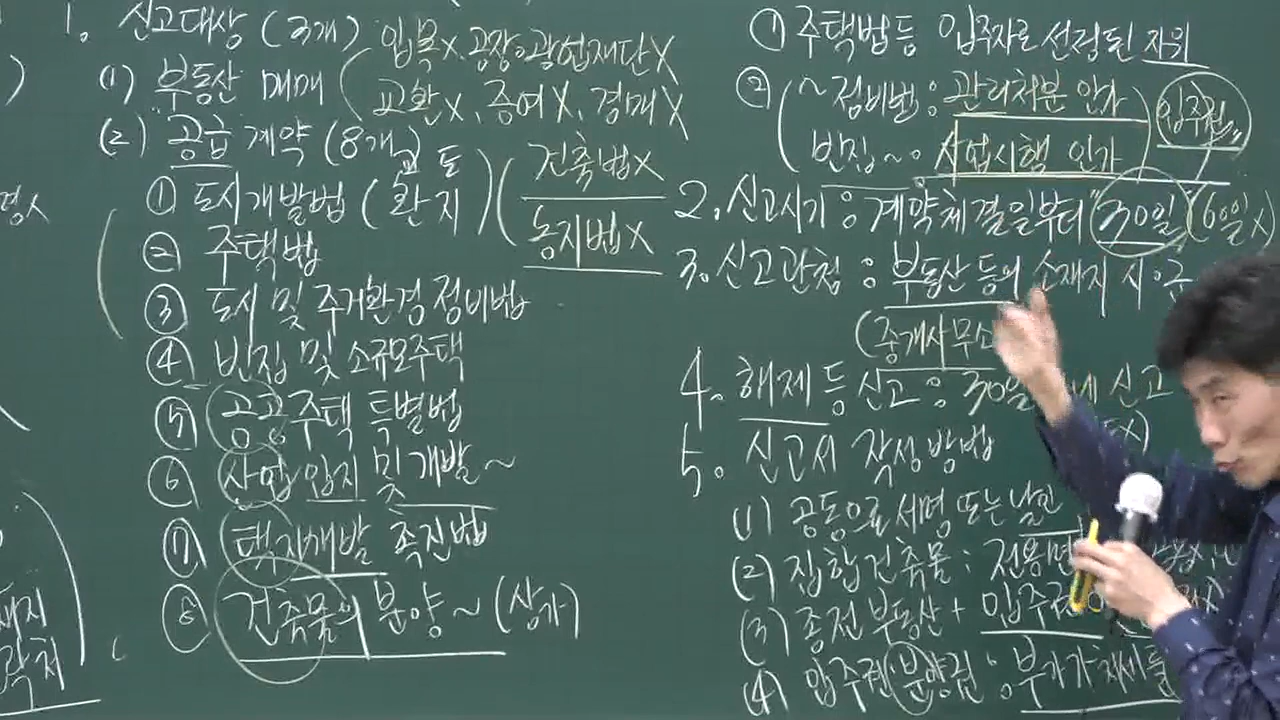 1. 신고대상 (3개)
입목X 공장·광업재단X
(1) 부동산 매매
교환X, 증여X, 경매X
(2) 공급 계약 (8개)
① 도시개발법 (환지)
교 토
건축법X
농지법X
② 주택법
③ 도시 및 주거환경 정비법
④ 빈집 및 소규모주택
⑤ 공공주택 특별법
⑥ 산업입지 및 개발~
⑦ 택지개발 촉진법
⑧ 건축물의 분양~ (상가)
① 주택법등 입주자로 선정된 지위
② ~정비법 : 관리처분 인가
빈집~ : 사업시행 인가
입주권
2. 신고시기 : 계약체결일부터 "30일" (60일X)
3. 신고관청 : 부동산 등의 소재지 시·군
(중개사무소
4. 해제등 신고 : 30일 신고
5. 신고서 작성방법
(1) 공동으로 서명 또는 날인
(2) 집합건축물 : 전용면
(3) 종전 부동산 + 입주권
(4) 입주권·분양권 : 부가가치세를